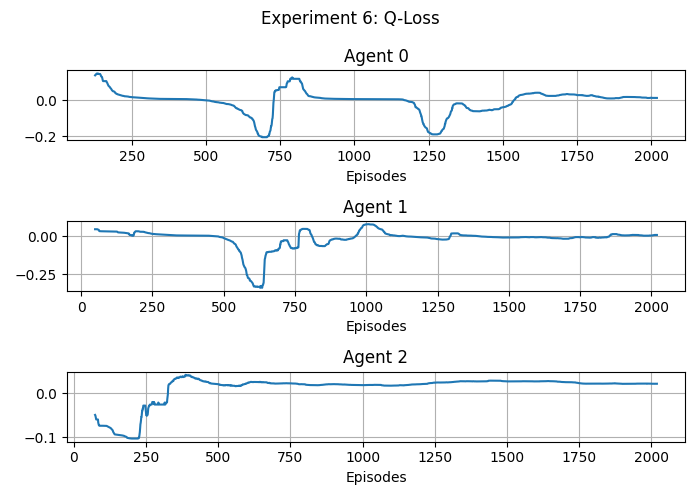 Experiment 6: Q-Loss
Agent 0
0.0
−0.2
250 500 750 1000 1250 1500 1750 2000
Episodes
Agent 1
0.00
−0.25
0 250 500 750 1000 1250 1500 1750 2000
Episodes
Agent 2
0.0
−0.1
0 250 500 750 1000 1250 1500 1750 2000
Episodes